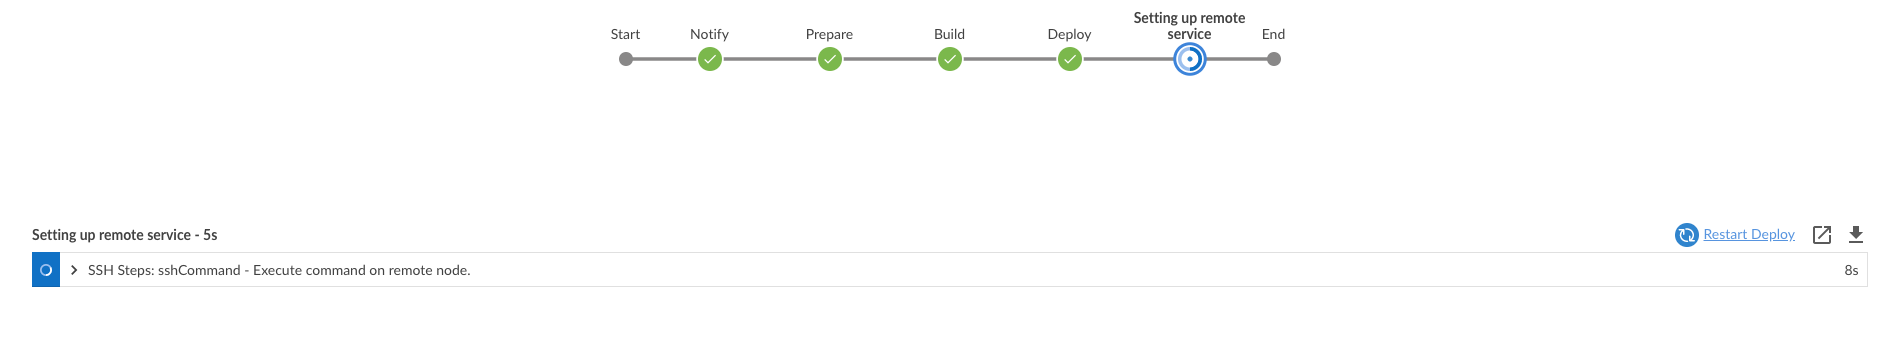 Start
Notify
Prepare
Build
Deploy
Setting up remote
service
End
Setting up remote service - 5s
Restart Deploy
SSH Steps: sshCommand - Execute command on remote node.
8s